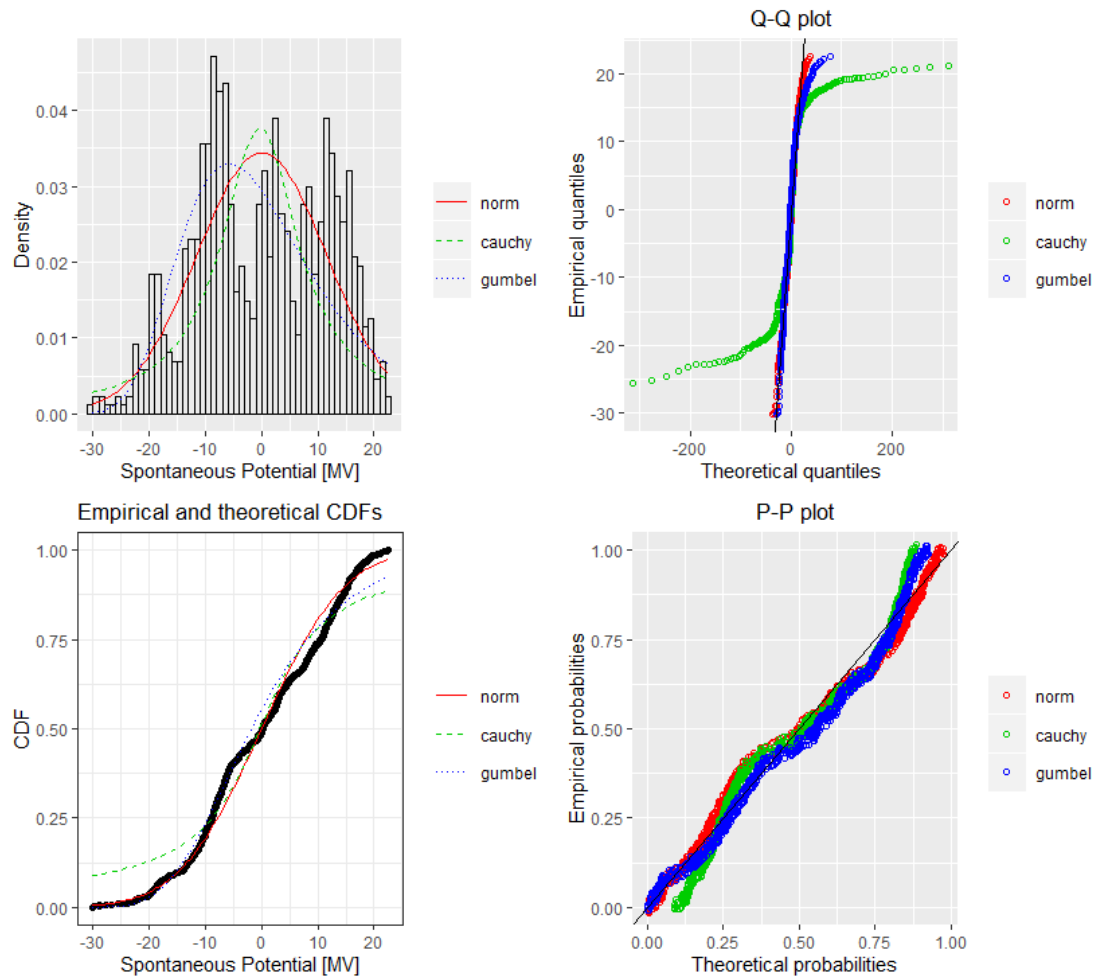 0.04
0.03
0.02
0.01
0.00
Density
-30
-20
-10
0
10
20
Spontaneous Potential [MV]
norm
cauchy
gumbel
Q-Q plot
20
10
0
-10
-20
-30
Empirical quantiles
-200
0
200
Theoretical quantiles
norm
cauchy
gumbel
Empirical and theoretical CDFs
1.00
0.75
0.50
0.25
0.00
CDF
-30
-20
-10
0
10
20
Spontaneous Potential [MV]
norm
cauchy
gumbel
P-P plot
1.00
0.75
0.50
0.25
0.00
Empirical probabilities
0.00
0.25
0.50
0.75
1.00
Theoretical probabilities
norm
cauchy
gumbel